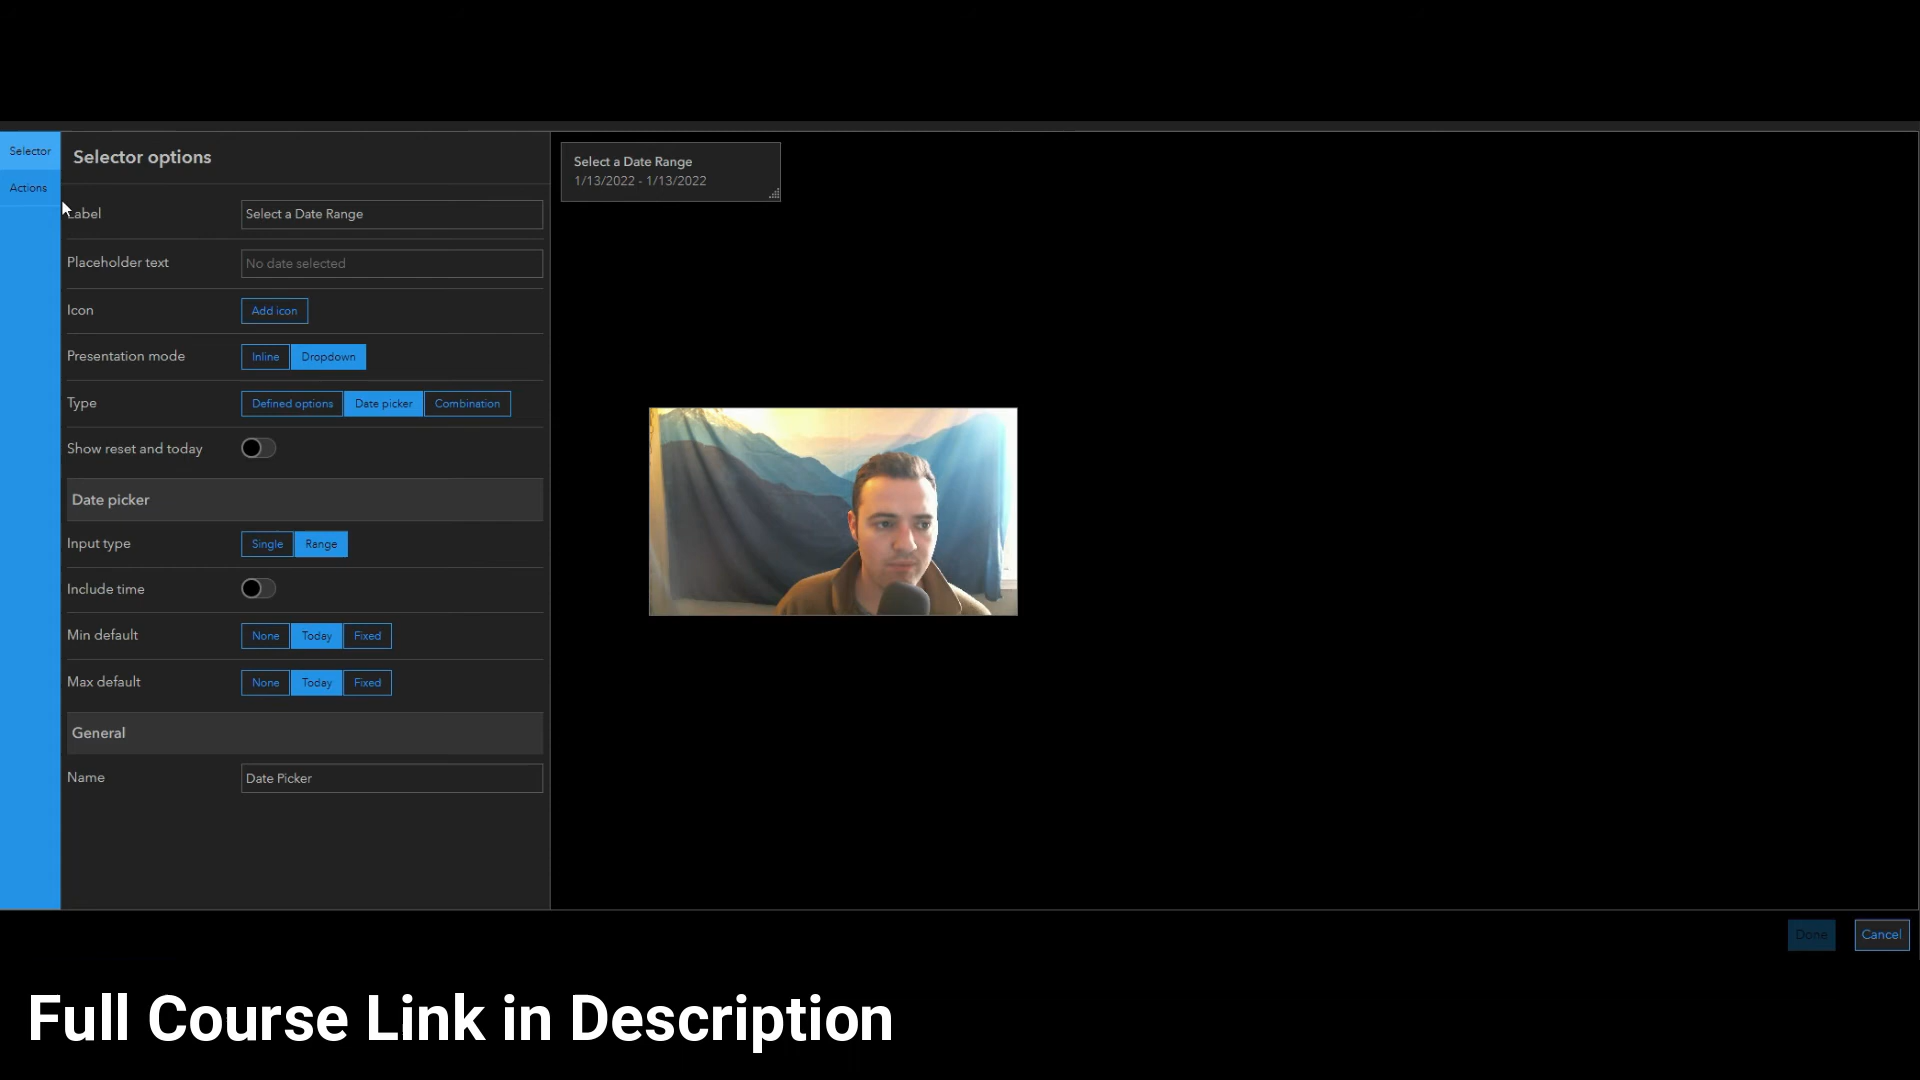 Selector
Actions
Selector options
Label
Select a Date Range
Placeholder text
No date selected
Icon
Add icon
Presentation mode
Inline
Dropdown
Type
Defined options
Date picker
Combination
Show reset and today
Date picker
Input type
Single
Range
Include time
Min default
None
Today
Fixed
Max default
None
Today
Fixed
General
Name
Date Picker
Select a Date Range
1/13/2022 - 1/13/2022
Done
Cancel
Full Course Link in Description